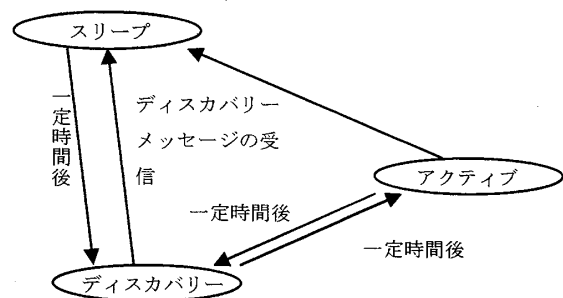 スリープ
一定時間後
ディスカバリー
メッセージの受
信
アクティブ
一定時間後
一定時間後
ディスカバリー